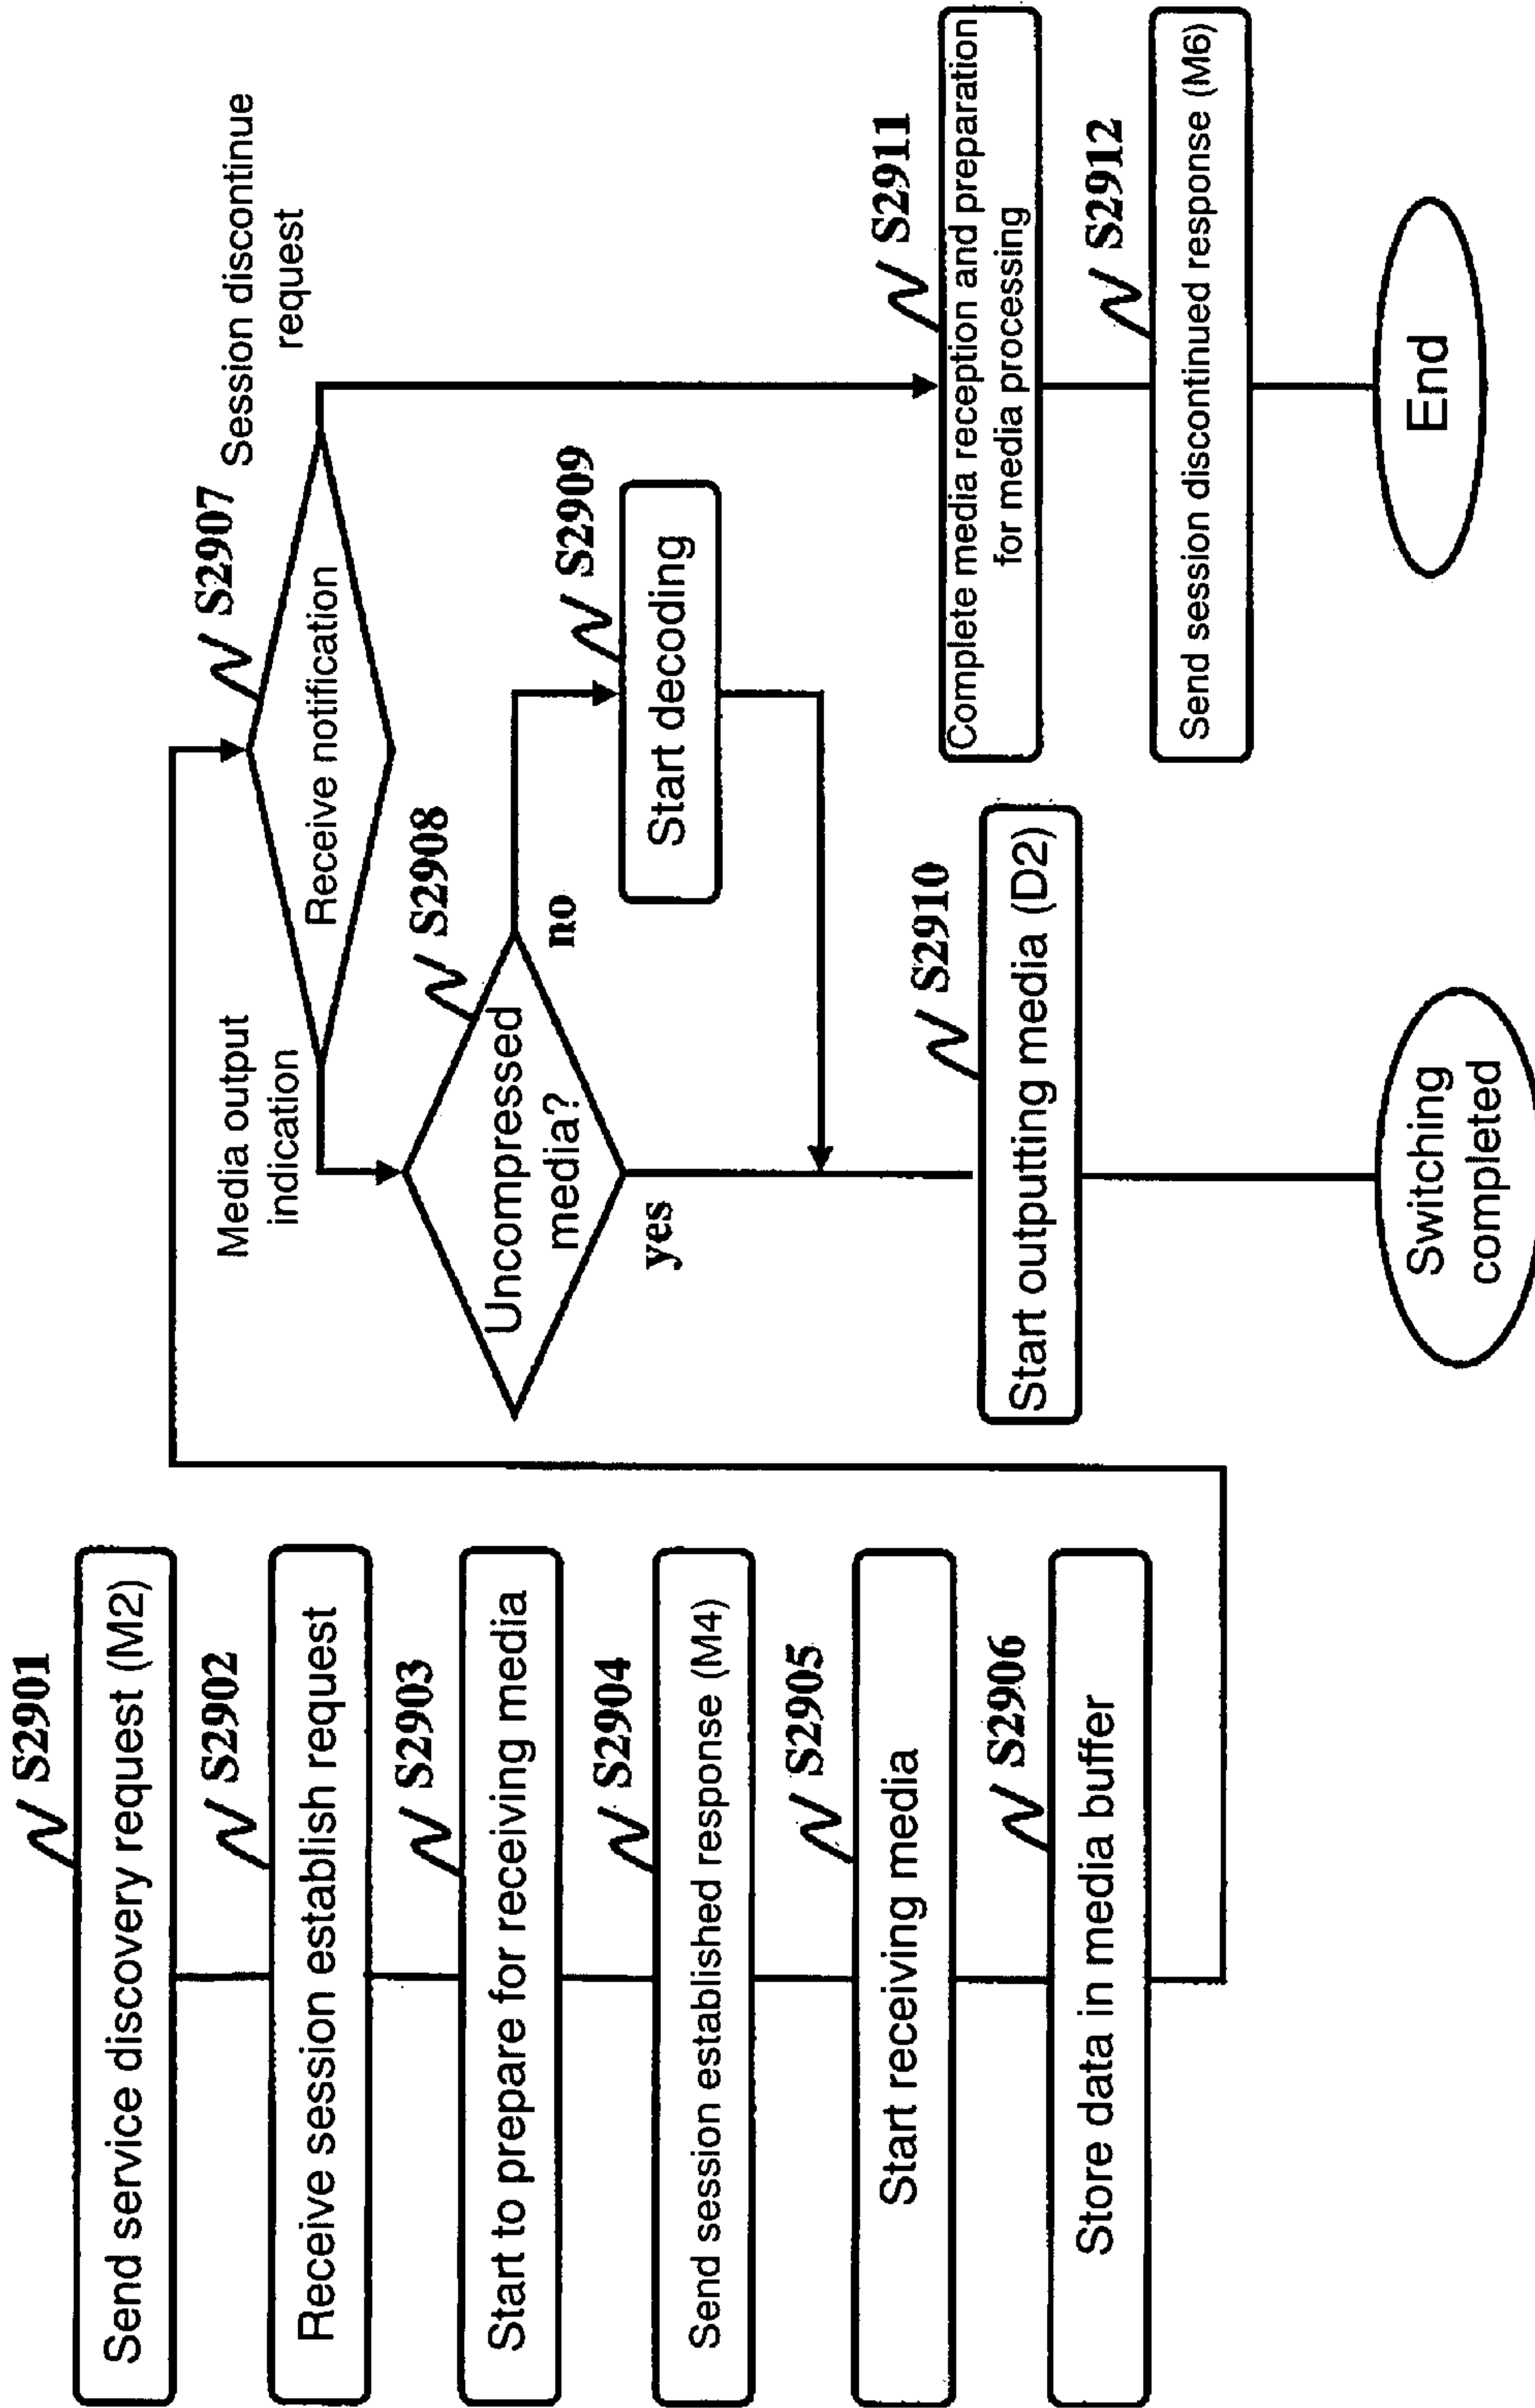 S2901
Send service discovery request (M2)
S2902
Receive session establish request
S2903
Start to prepare for receiving media
S2904
Send session established response (M4)
S2905
Start receiving media
S2906
Store data in media buffer
S2907
Receive notification
Media output
indication
Session discontinue
request
S2908
Uncompressed
media?
no
yes
S2909
Start decoding
S2910
Start outputting media (D2)
Switching
completed
S2911
Complete media reception and preparation
for media processing
S2912
Send session discontinued response (M6)
End